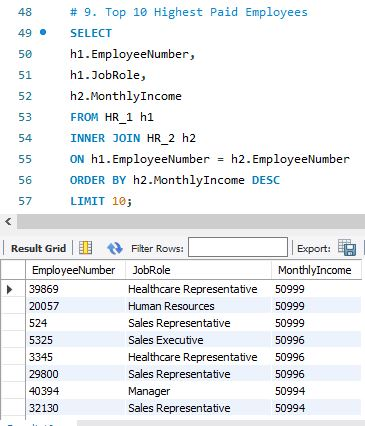 48 # 9. Top 10 Highest Paid Employees
49 SELECT
50 h1.EmployeeNumber,
51 h1.JobRole,
52 h2.MonthlyIncome
53 FROM HR_1 h1
54 INNER JOIN HR_2 h2
55 ON h1.EmployeeNumber = h2.EmployeeNumber
56 ORDER BY h2.MonthlyIncome DESC
57 LIMIT 10;
Result Grid Filter Rows: Export:
EmployeeNumber JobRole MonthlyIncome
39869 Healthcare Representative 50999
20057 Human Resources 50999
524 Sales Representative 50999
5325 Sales Executive 50996
3345 Healthcare Representative 50996
29800 Sales Representative 50996
40394 Manager 50994
32130 Sales Representative 50994